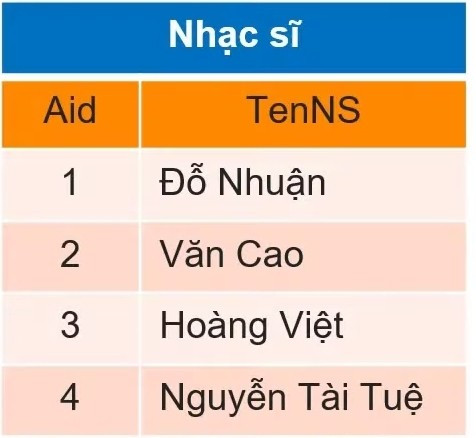 Nhạc sĩ
Aid TenNS
1 Đỗ Nhuận
2 Văn Cao
3 Hoàng Việt
4 Nguyễn Tài Tuệ